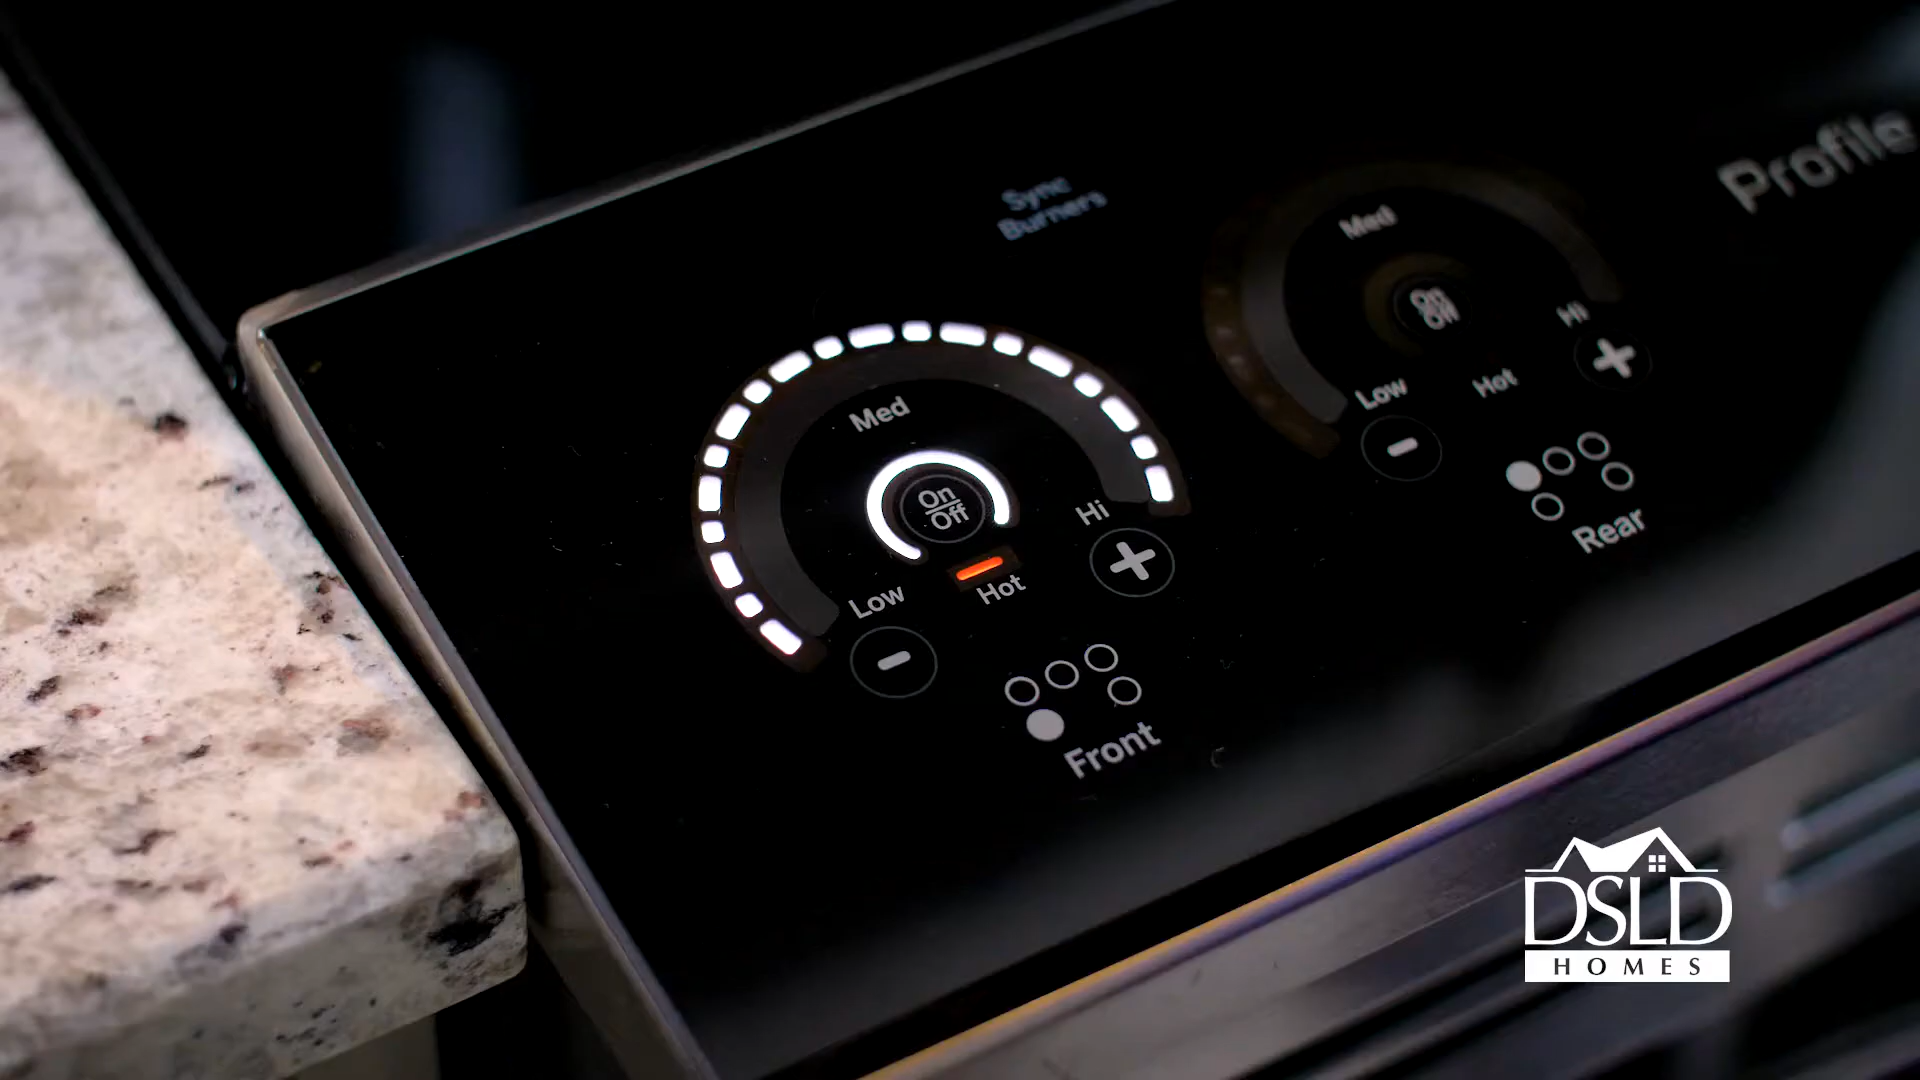 Profile
Sync
Burners
Med
On
Off
Hi
Low
Hot
Rear
Med
On
Off
Hi
Low
Hot
Front
DSLD
HOMES